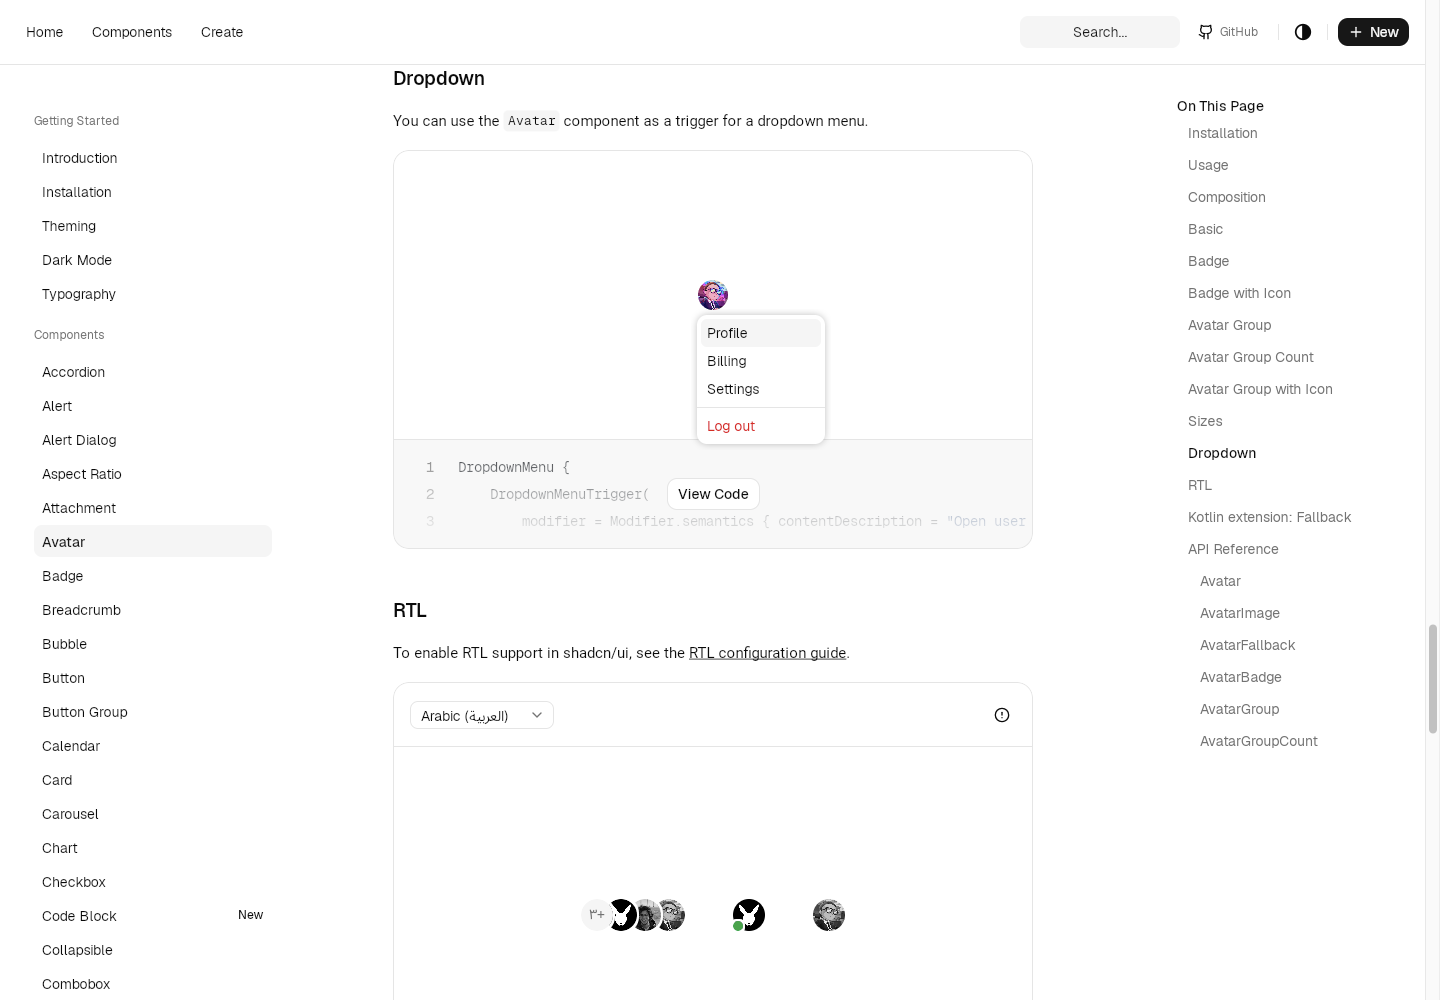 Home
Components
Create
Search...
GitHub
New
Getting Started
Introduction
Installation
Theming
Dark Mode
Typography
Components
Accordion
Alert
Alert Dialog
Aspect Ratio
Attachment
Avatar
Badge
Breadcrumb
Bubble
Button
Button Group
Calendar
Card
Carousel
Chart
Checkbox
Code Block
New
Collapsible
Combobox
Dropdown
You can use the Avatar component as a trigger for a dropdown menu.
Profile
Billing
Settings
Log out
1 DropdownMenu {
2 DropdownMenuTrigger(
View Code
3 modifier = Modifier.semantics { contentDescription = "Open user
RTL
To enable RTL support in shadcn/ui, see the RTL configuration guide.
Arabic (العربية)
+٣
On This Page
Installation
Usage
Composition
Basic
Badge
Badge with Icon
Avatar Group
Avatar Group Count
Avatar Group with Icon
Sizes
Dropdown
RTL
Kotlin extension: Fallback
API Reference
Avatar
AvatarImage
AvatarFallback
AvatarBadge
AvatarGroup
AvatarGroupCount